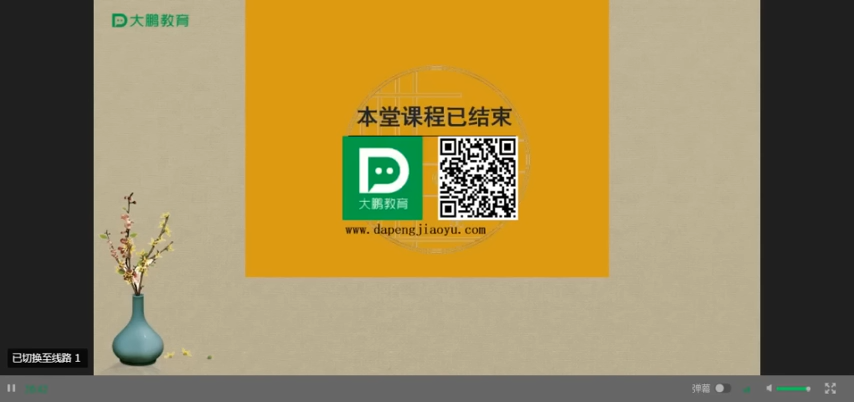 大鹏教育
本堂课程已结束
大鹏教育
www.dapengjiaoyu.com
已切换至线路 1
弹幕